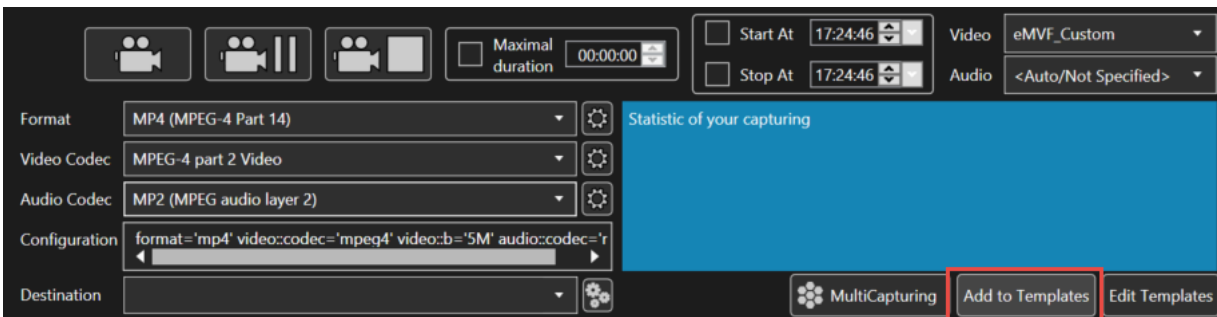 Maximal
duration
00:00:00
Start At 17:24:46
Stop At 17:24:46
Video eMVF_Custom
Audio <Auto/Not Specified>
Format MP4 (MPEG-4 Part 14)
Video Codec MPEG-4 part 2 Video
Audio Codec MP2 (MPEG audio layer 2)
Configuration format='mp4' video::codec='mpeg4' video::b='5M' audio::codec='r
Destination
Statistic of your capturing
MultiCapturing Add to Templates Edit Templates